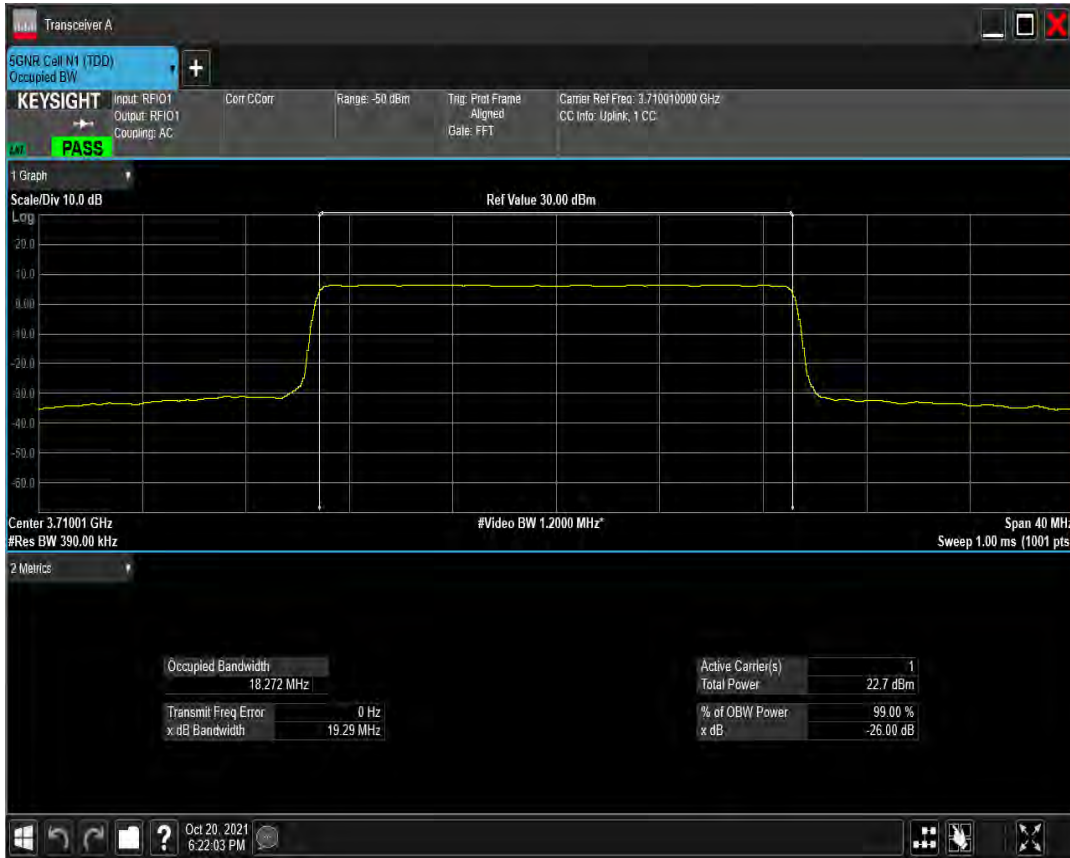 Transceiver A
5GNR Cell N1 (TDD)
Occupied BW
+
KEYSIGHT
Input: RFIO1
Output: RFIO1
Coupling: AC
Corr CCorr
Range: -50 dBm
Trig: Prot Frame
Aligned
Gate: FFT
Carrier Ref Freq: 3.710010000 GHz
CC Info: Uplink, 1 CC
PASS
1 Graph
Scale/Div 10.0 dB
Ref Value 30.00 dBm
Log
20.0
10.0
0.00
-10.0
-20.0
-30.0
-40.0
-50.0
-60.0
Center 3.71001 GHz
#Video BW 1.2000 MHz*
Span 40 MHz
#Res BW 390.00 kHz
Sweep 1.00 ms (1001 pts
2 Metrics
Occupied Bandwidth
18.272 MHz
Transmit Freq Error 0 Hz
x dB Bandwidth 19.29 MHz
Active Carrier(s) 1
Total Power 22.7 dBm
% of OBW Power 99.00 %
x dB -26.00 dB
?
Oct 20, 2021
6:22:03 PM